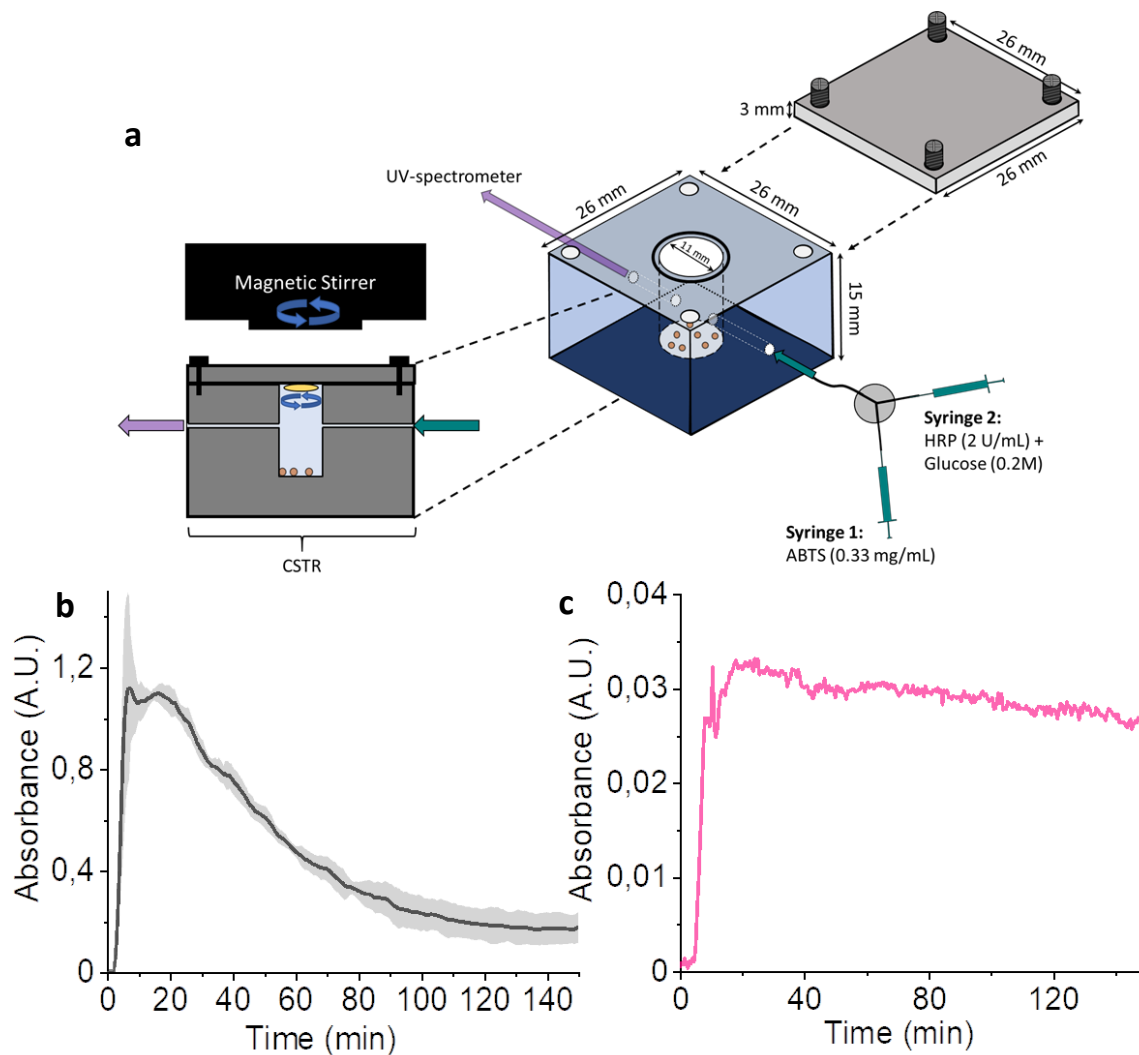 a
26 mm
3 mm
26 mm
UV-spectrometer
26 mm
26 mm
11 mm
15 mm
Magnetic Stirrer
Syringe 2:
HRP (2 U/mL) +
Glucose (0.2M)
Syringe 1:
ABTS (0.33 mg/mL)
CSTR
b
Absorbance (A.U.)
1,2
0,8
0,4
0
0 20 40 60 80 100 120 140
Time (min)
c
Absorbance (A.U.)
0,04
0,03
0,02
0,01
0
0 40 80 120
Time (min)